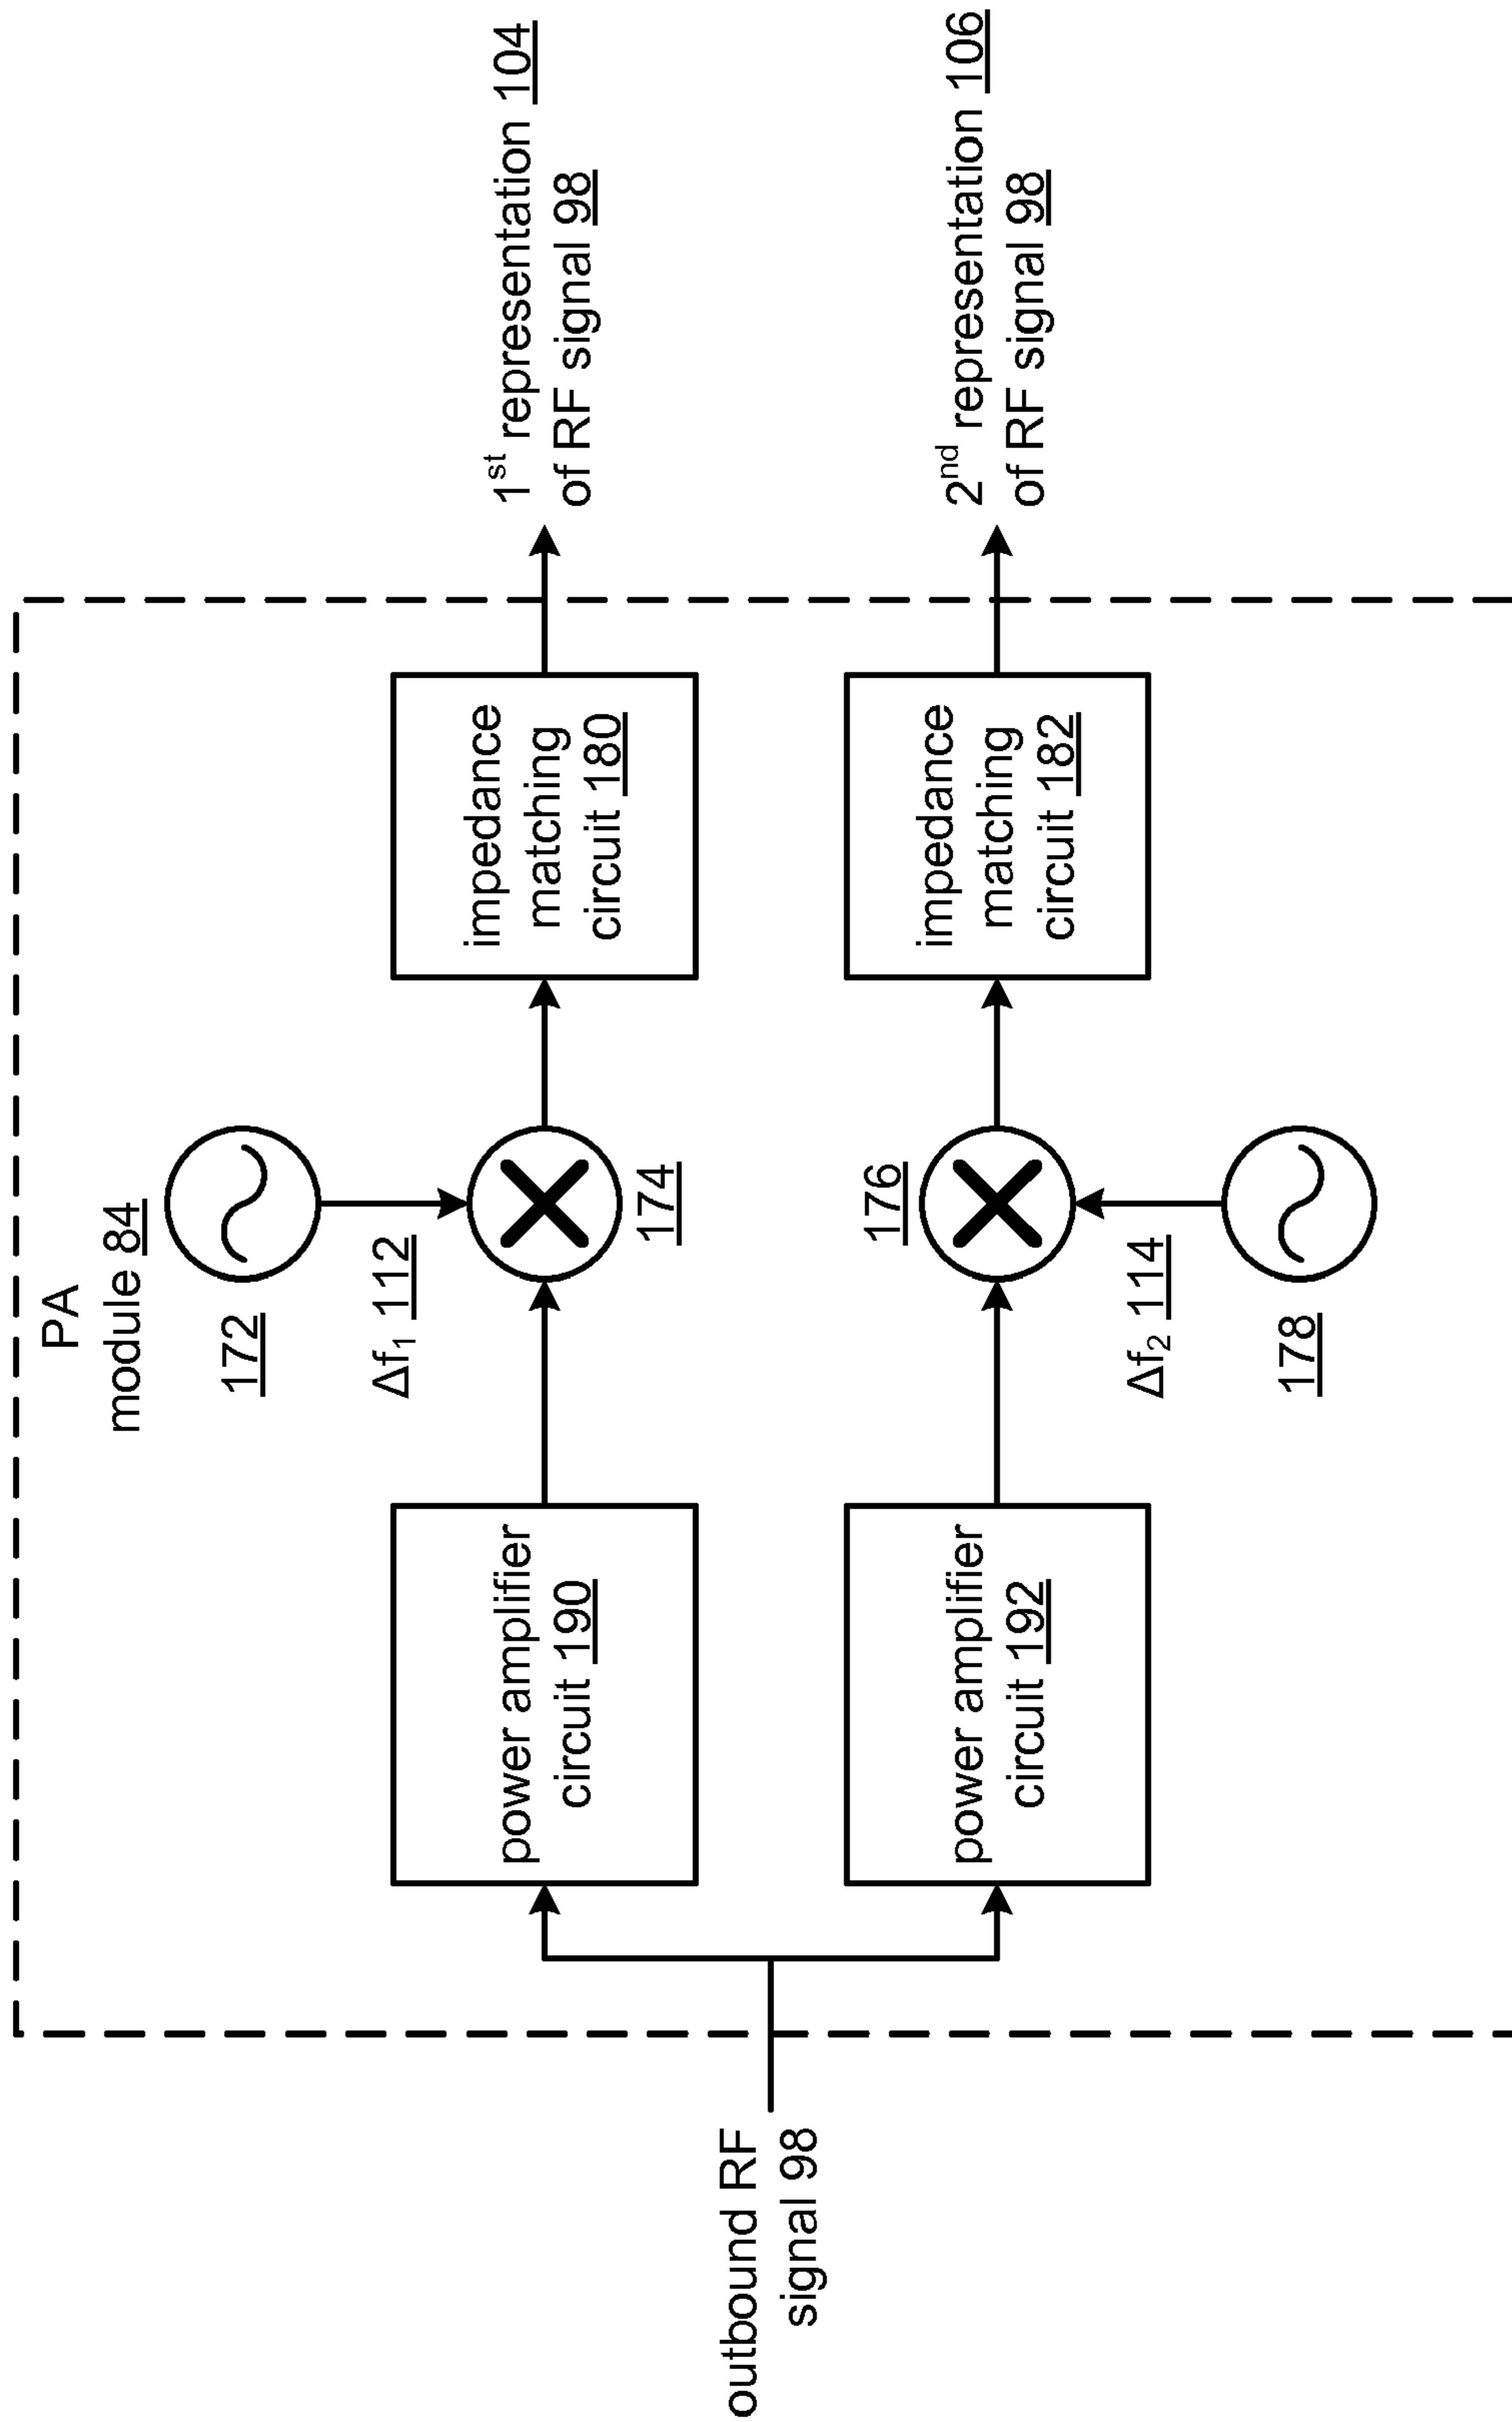 PA
module 84
172
Δf₁ 112
174
outbound RF
signal 98
power amplifier
circuit 190
impedance
matching
circuit 180
1ˢᵗ representation 104
of RF signal 98
power amplifier
circuit 192
176
impedance
matching
circuit 182
2ⁿᵈ representation 106
of RF signal 98
Δf₂ 114
178